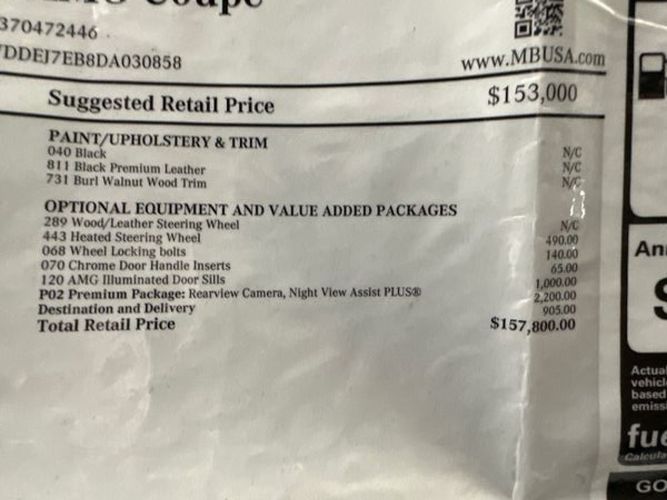 Coupe
370472446
DDEJ7EB8DA030858
www.MBUSA.com
Suggested Retail Price $153,000
PAINT/UPHOLSTERY & TRIM
040 Black N/C
811 Black Premium Leather N/C
731 Burl Walnut Wood Trim N/C
OPTIONAL EQUIPMENT AND VALUE ADDED PACKAGES
289 Wood/Leather Steering Wheel N/C
443 Heated Steering Wheel 490.00
068 Wheel Locking bolts 140.00
070 Chrome Door Handle Inserts 65.00
120 AMG Illuminated Door Sills 1,000.00
P02 Premium Package: Rearview Camera, Night View Assist PLUS® 2,200.00
Destination and Delivery 905.00
Total Retail Price $157,800.00
An
$
Actual
vehicl
based
emiss
fue
Calcula
GO